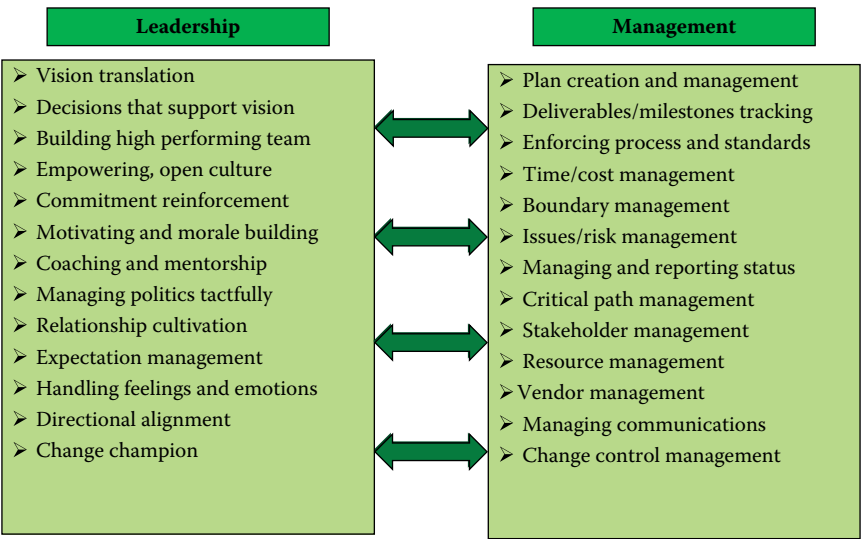 Leadership
➢ Vision translation
➢ Decisions that support vision
➢ Building high performing team
➢ Empowering, open culture
➢ Commitment reinforcement
➢ Motivating and morale building
➢ Coaching and mentorship
➢ Managing politics tactfully
➢ Relationship cultivation
➢ Expectation management
➢ Handling feelings and emotions
➢ Directional alignment
➢ Change champion
Management
➢ Plan creation and management
➢ Deliverables/milestones tracking
➢ Enforcing process and standards
➢ Time/cost management
➢ Boundary management
➢ Issues/risk management
➢ Managing and reporting status
➢ Critical path management
➢ Stakeholder management
➢ Resource management
➢ Vendor management
➢ Managing communications
➢ Change control management